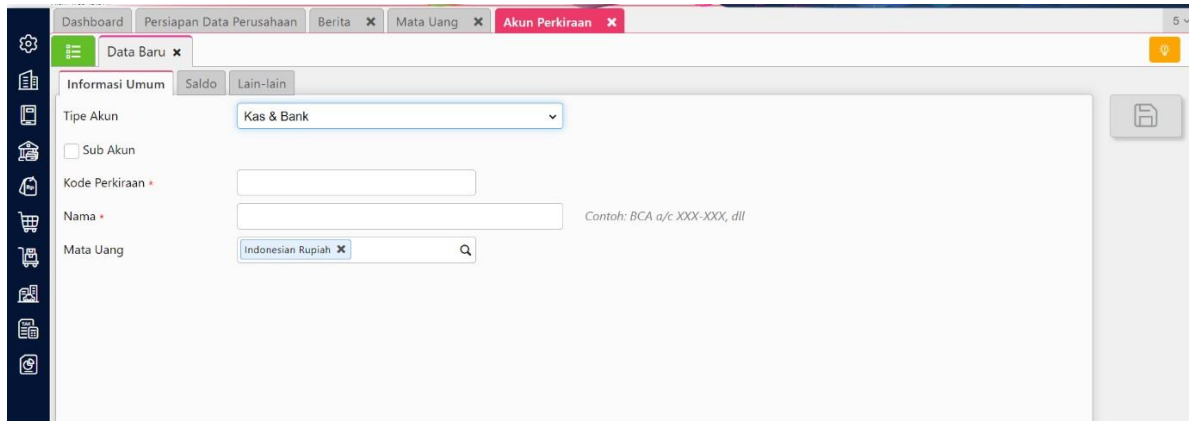 Dashboard Persiapan Data Perusahaan Berita Mata Uang Akun Perkiraan 5
Data Baru
Informasi Umum Saldo Lain-lain
Tipe Akun Kas & Bank
Sub Akun
Kode Perkiraan *
Nama * Contoh: BCA a/c XXX-XXX, dll
Mata Uang Indonesian Rupiah